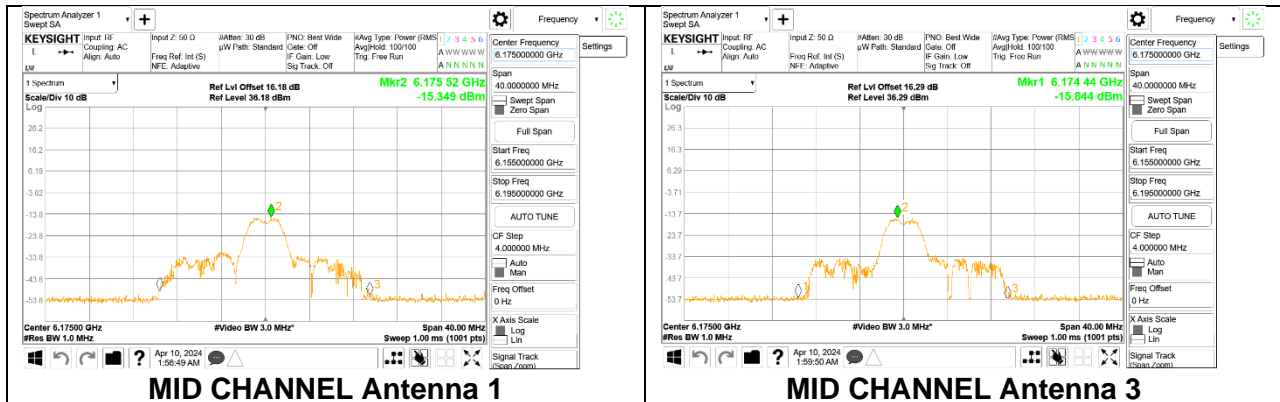 Spectrum Analyzer 1
Swept SA
+
Frequency
KEYSIGHT
Input: RF
Coupling: AC
Align: Auto
Input Z: 50 Ω
Freq Ref: Int (S)
NFE: Adaptive
#Atten: 30 dB
µW Path: Standard
PNO: Best Wide
Gate: Off
IF Gain: Low
Sig Track: Off
#Avg Type: Power (RMS
Avg|Hold: 100/100
Trig: Free Run
1 2 3 4 5 6
A W W W W W
A N N N N N
L
Center Frequency
6.175000000 GHz
Settings
Span
40.0000000 MHz
Swept Span
Zero Span
Full Span
Start Freq
6.155000000 GHz
Stop Freq
6.195000000 GHz
AUTO TUNE
CF Step
4.000000 MHz
Auto
Man
Freq Offset
0 Hz
X Axis Scale
Log
Lin
Signal Track
(Span Zoom)
1 Spectrum
Scale/Div 10 dB
Log
Ref Lvl Offset 16.18 dB
Ref Level 36.18 dBm
Mkr2 6.175 52 GHz
-15.349 dBm
26.2
16.2
6.18
-3.82
-13.8
-23.8
-33.8
-43.8
-53.8
2
3
Center 6.17500 GHz
#Res BW 1.0 MHz
#Video BW 3.0 MHz*
Span 40.00 MHz
Sweep 1.00 ms (1001 pts)
?
Apr 10, 2024
1:56:49 AM
MID CHANNEL Antenna 1
Spectrum Analyzer 1
Swept SA
+
Frequency
KEYSIGHT
Input: RF
Coupling: AC
Align: Auto
Input Z: 50 Ω
Freq Ref: Int (S)
NFE: Adaptive
#Atten: 30 dB
µW Path: Standard
PNO: Best Wide
Gate: Off
IF Gain: Low
Sig Track: Off
#Avg Type: Power (RMS
Avg|Hold: 100/100
Trig: Free Run
1 2 3 4 5 6
A W W W W W
A N N N N N
L
Center Frequency
6.175000000 GHz
Settings
Span
40.0000000 MHz
Swept Span
Zero Span
Full Span
Start Freq
6.155000000 GHz
Stop Freq
6.195000000 GHz
AUTO TUNE
CF Step
4.000000 MHz
Auto
Man
Freq Offset
0 Hz
X Axis Scale
Log
Lin
Signal Track
(Span Zoom)
1 Spectrum
Scale/Div 10 dB
Log
Ref Lvl Offset 16.29 dB
Ref Level 36.29 dBm
Mkr1 6.174 44 GHz
-15.844 dBm
26.3
16.3
6.29
-3.71
-13.7
-23.7
-33.7
-43.7
-53.7
2
3
Center 6.17500 GHz
#Res BW 1.0 MHz
#Video BW 3.0 MHz*
Span 40.00 MHz
Sweep 1.00 ms (1001 pts)
?
Apr 10, 2024
1:59:50 AM
MID CHANNEL Antenna 3